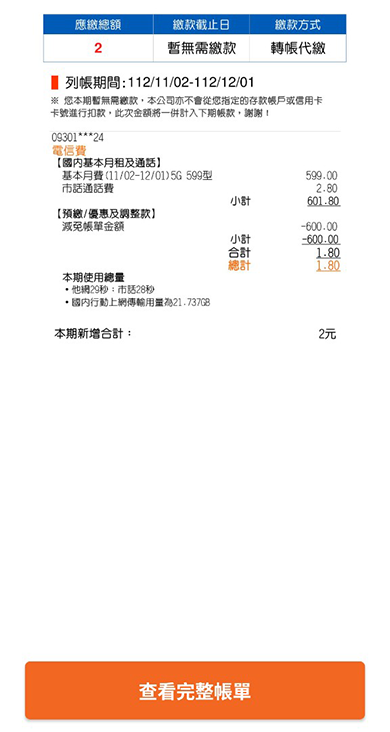 應繳總額 繳款截止日 繳款方式
2 暫無需繳款 轉帳代繳
列帳期間:112/11/02-112/12/01
※ 您本期暫無需繳款，本公司亦不會從您指定的存款帳戶或信用卡
卡號進行扣款，此次金額將一併計入下期帳款，謝謝！
09301***24
電信費
【國內基本月租及通話】
基本月費(11/02-12/01)5G 599型 599.00
市話通話費 2.80
小計 601.80
【預繳/優惠及調整款】
減免帳單金額 -600.00
小計 -600.00
合計 1.80
總計 1.80
本期使用總量
•他網29秒：市話28秒
•國內行動上網傳輸用量為21.737GB
本期新增合計： 2元
查看完整帳單